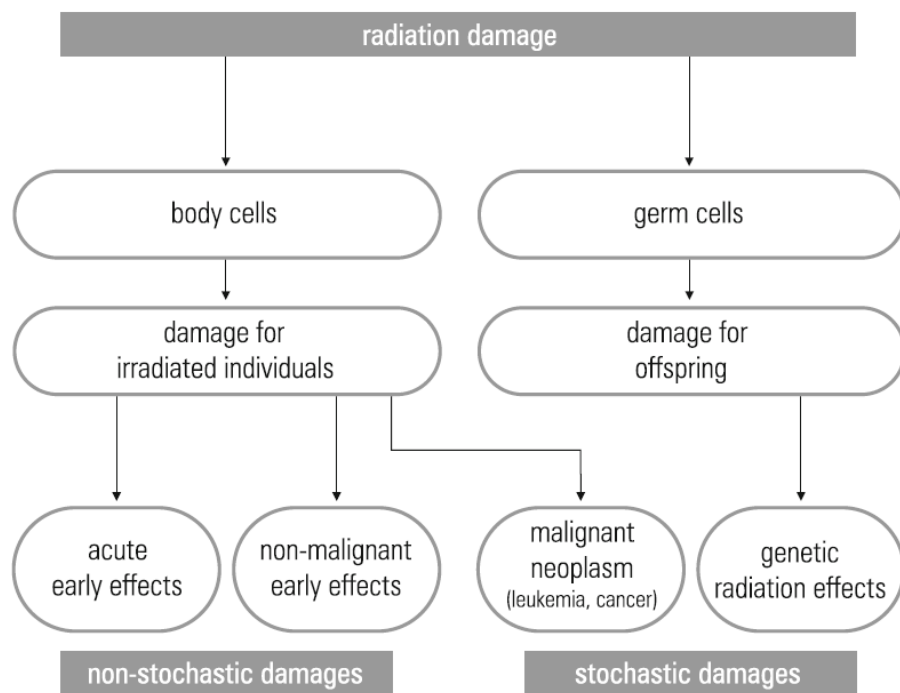 radiation damage
body cells
germ cells
damage for
irradiated individuals
damage for
offspring
acute
early effects
non-malignant
early effects
malignant
neoplasm
(leukemia, cancer)
genetic
radiation effects
non-stochastic damages
stochastic damages